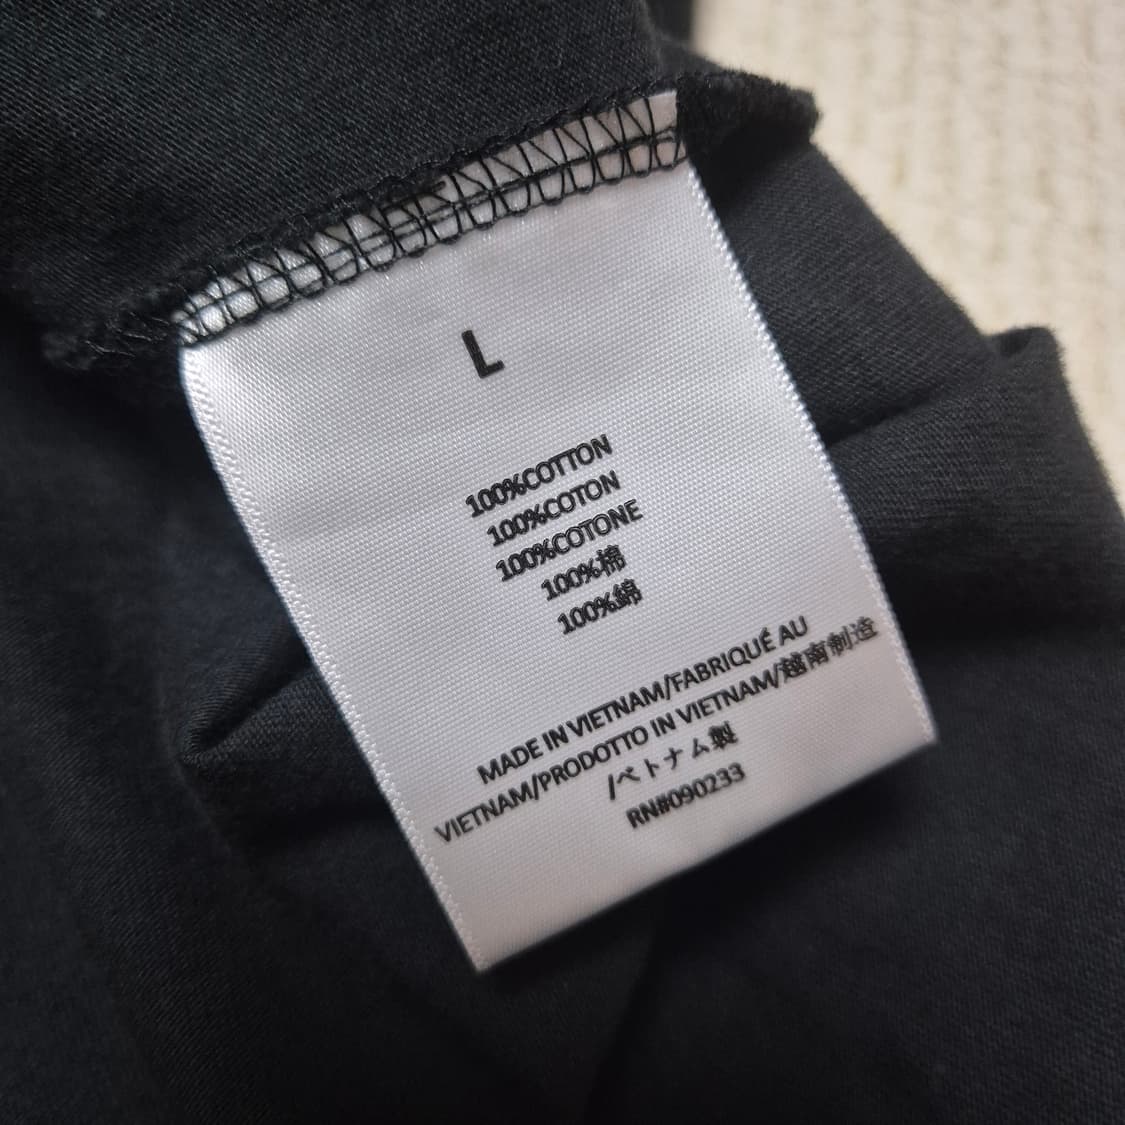 L
100%COTTON
100%COTON
100%COTONE
100%棉
100%綿
MADE IN VIETNAM/FABRIQUÉ AU
VIETNAM/PRODOTTO IN VIETNAM/越南制造
/ベトナム製
RN#090233